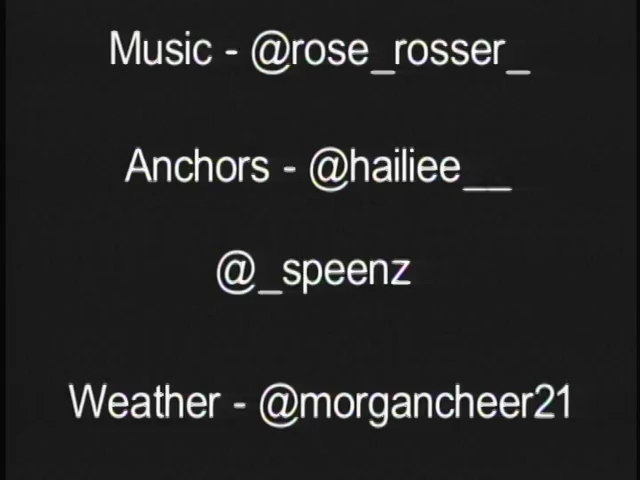 Music - @rose_rosser_
Anchors - @hailiee__
@_speenz
Weather - @morgancheer21